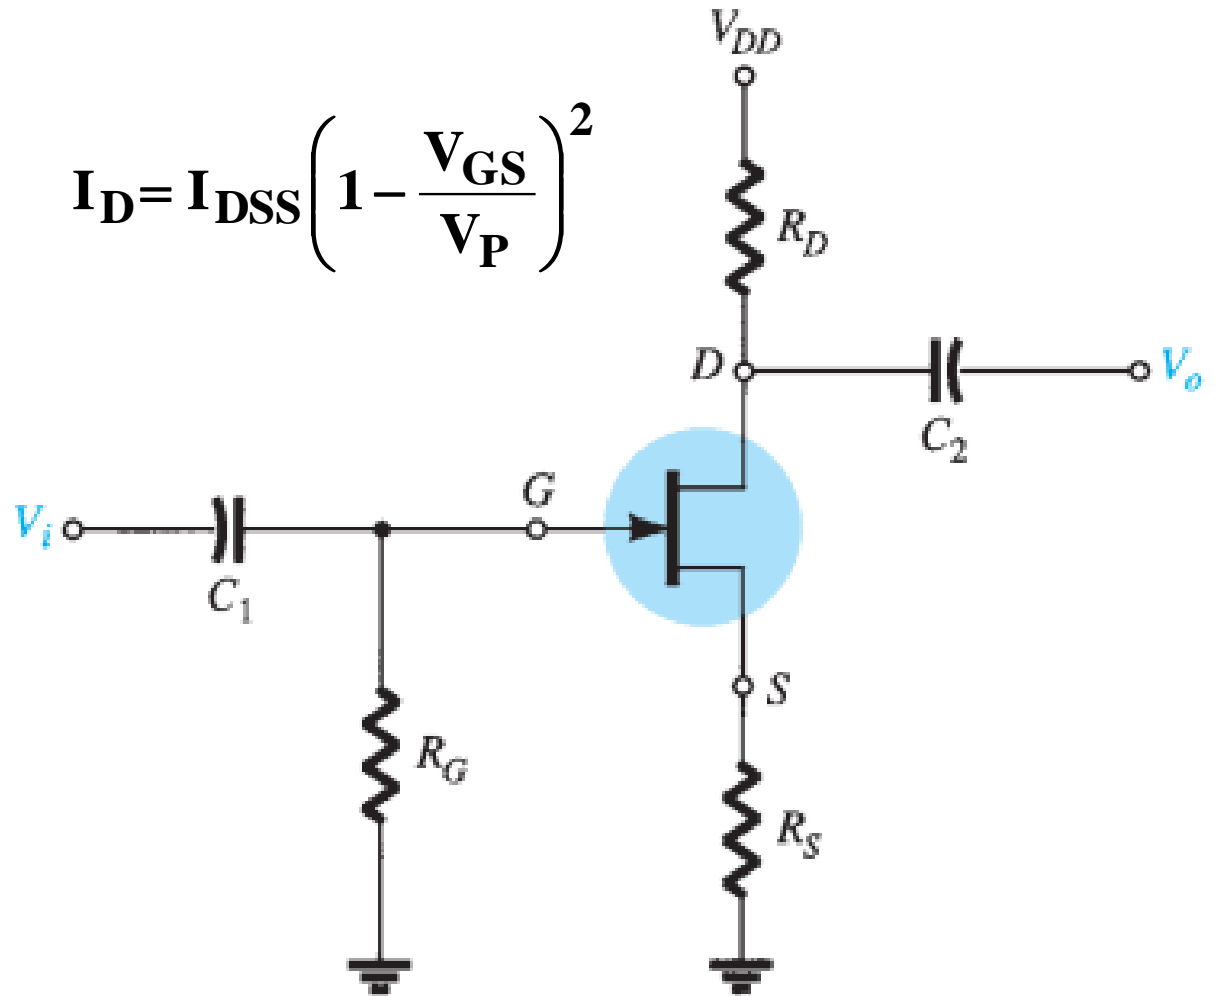 V_DD
I_D = I_DSS (1 − V_GS / V_P)^2
R_D
D
V_o
C_2
G
V_i
C_1
S
R_G
R_S